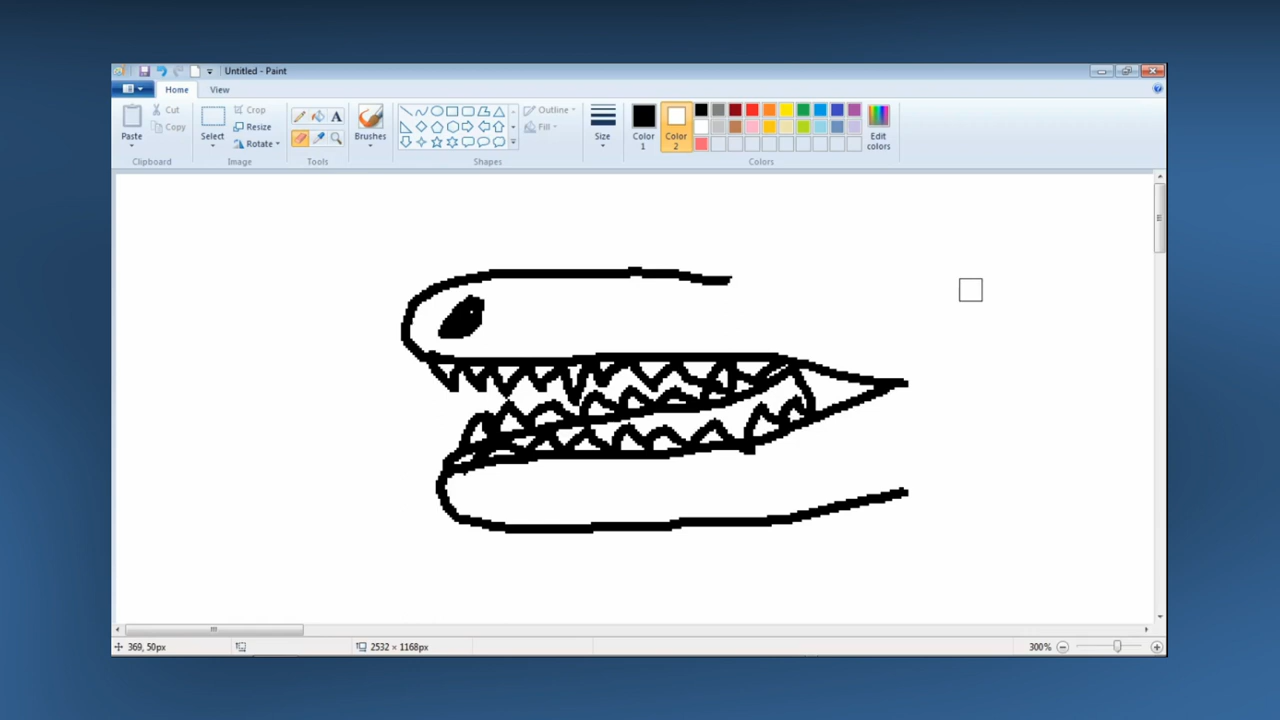 Untitled - Paint
Home View
Paste
Cut
Copy
Clipboard
Select
Crop
Resize
Rotate
Image
A
Tools
Brushes
Outline
Fill
Shapes
Size
Color
1
Color
2
Edit
colors
Colors
369, 50px
2532 × 1168px
300%